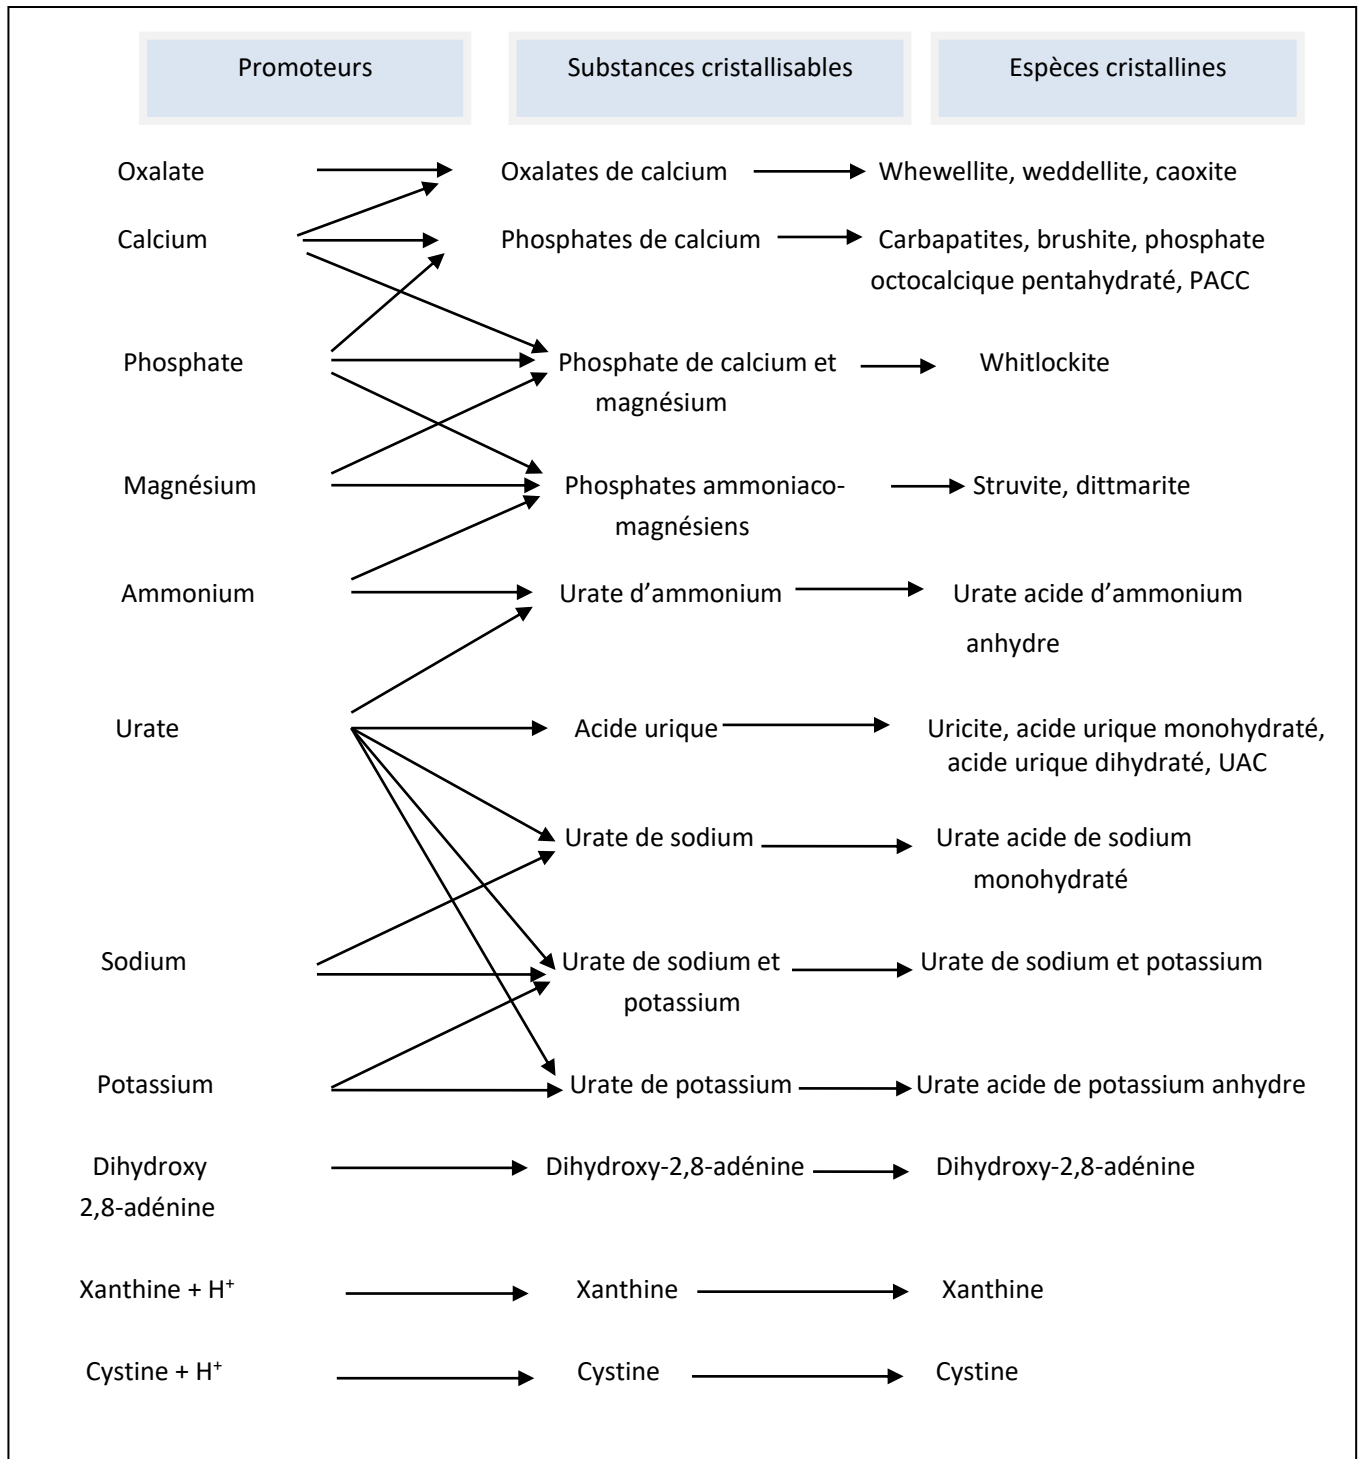 Promoteurs
Substances cristallisables
Espèces cristallines
Oxalate
Oxalates de calcium
Whewellite, weddellite, caoxite
Calcium
Phosphates de calcium
Carbapatites, brushite, phosphate
octocalcique pentahydraté, PACC
Phosphate
Phosphate de calcium et
magnésium
Whitlockite
Magnésium
Phosphates ammoniaco-
magnésiens
Struvite, dittmarite
Ammonium
Urate d’ammonium
Urate acide d’ammonium
anhydre
Urate
Acide urique
Uricite, acide urique monohydraté,
acide urique dihydraté, UAC
Urate de sodium
Urate acide de sodium
monohydraté
Sodium
Urate de sodium et
potassium
Urate de sodium et potassium
Potassium
Urate de potassium
Urate acide de potassium anhydre
Dihydroxy
2,8-adénine
Dihydroxy-2,8-adénine
Dihydroxy-2,8-adénine
Xanthine + H⁺
Xanthine
Xanthine
Cystine + H⁺
Cystine
Cystine